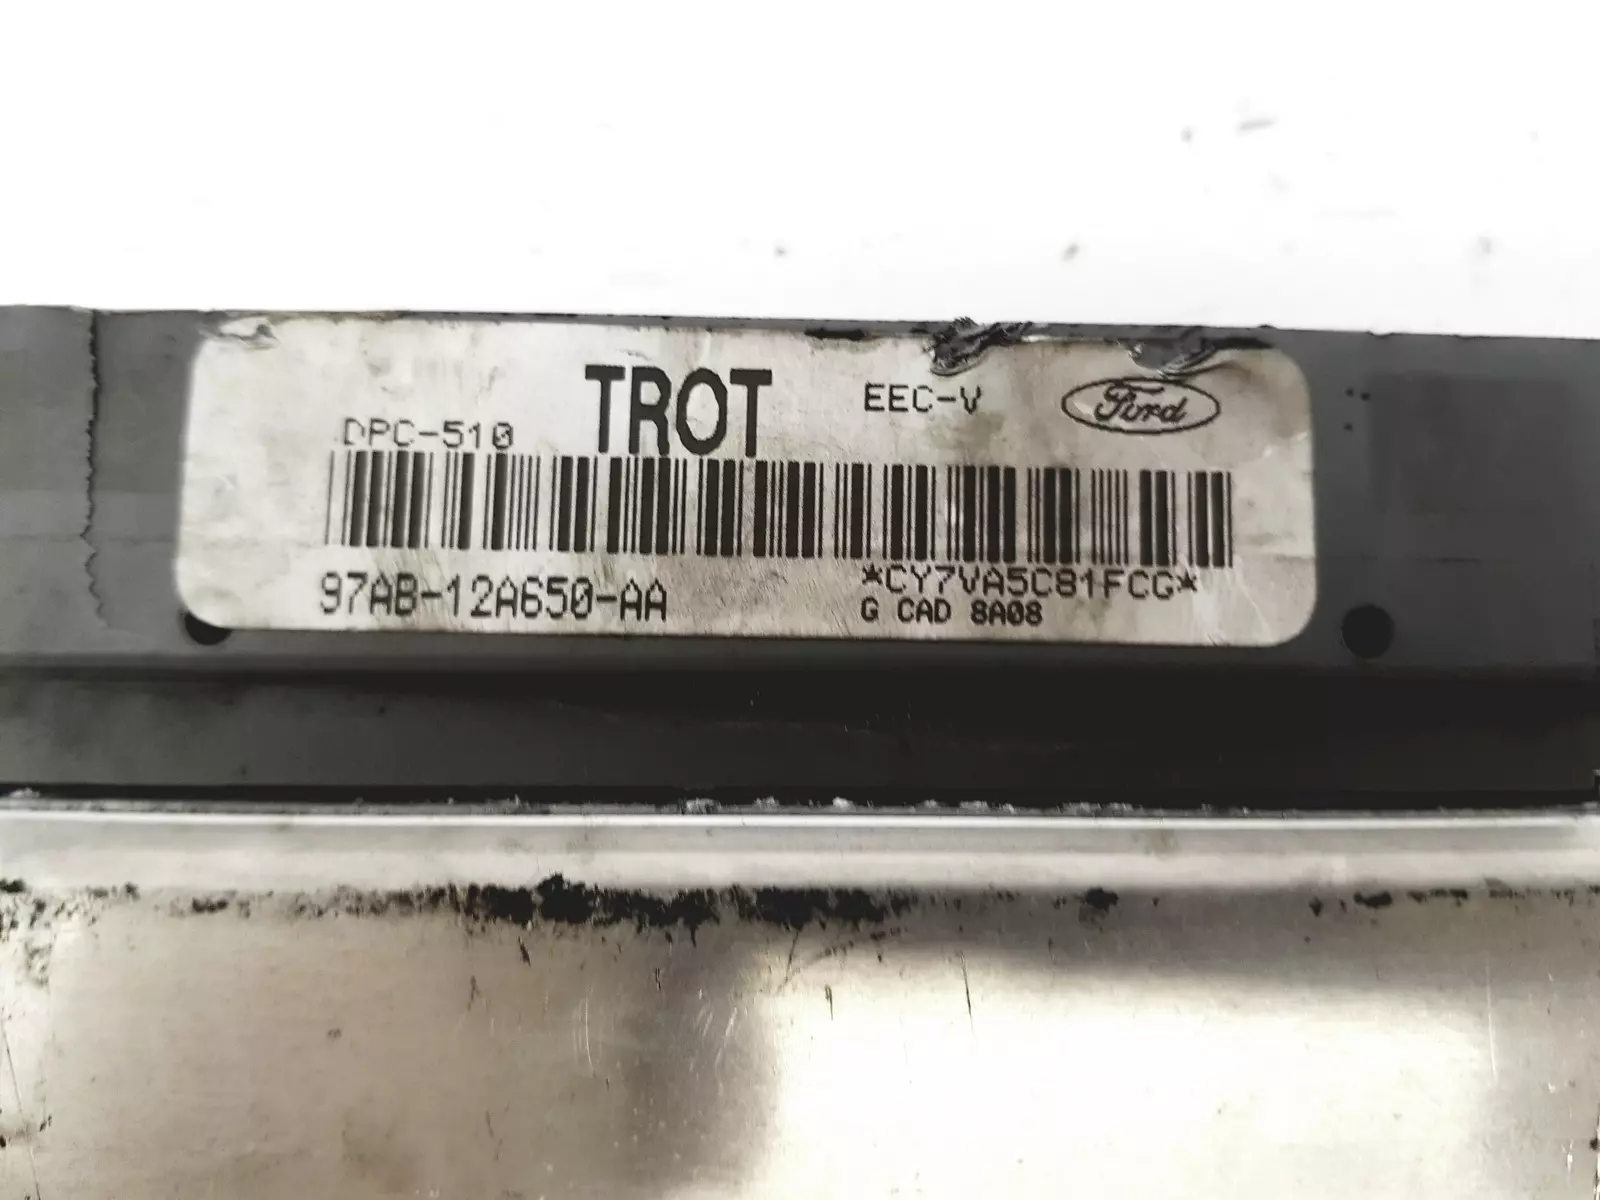 TROT EEC-V Ford
DPC-510
97AB-12A650-AA *CY7VA5C81FCG*
G CAD 8A08